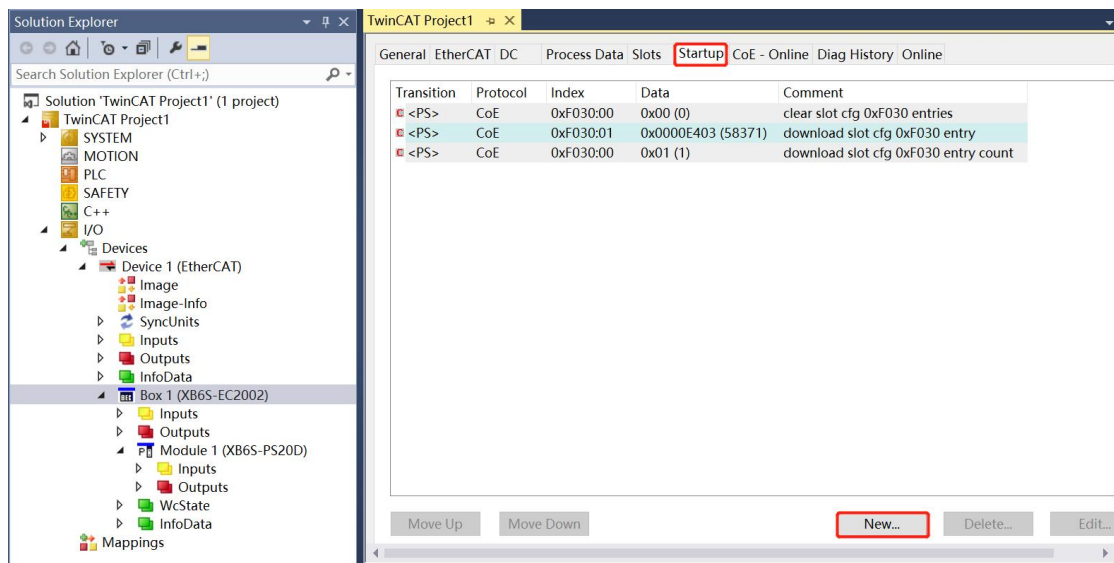 Solution Explorer
Search Solution Explorer (Ctrl+;)
Solution 'TwinCAT Project1' (1 project)
TwinCAT Project1
SYSTEM
MOTION
PLC
SAFETY
C++
I/O
Devices
Device 1 (EtherCAT)
Image
Image-Info
SyncUnits
Inputs
Outputs
InfoData
Box 1 (XB6S-EC2002)
Inputs
Outputs
Module 1 (XB6S-PS20D)
Inputs
Outputs
WcState
InfoData
Mappings
TwinCAT Project1
General EtherCAT DC Process Data Slots Startup CoE - Online Diag History Online
Transition Protocol Index Data Comment
C <PS> CoE 0xF030:00 0x00 (0) clear slot cfg 0xF030 entries
C <PS> CoE 0xF030:01 0x0000E403 (58371) download slot cfg 0xF030 entry
C <PS> CoE 0xF030:00 0x01 (1) download slot cfg 0xF030 entry count
Move Up Move Down New... Delete... Edit...